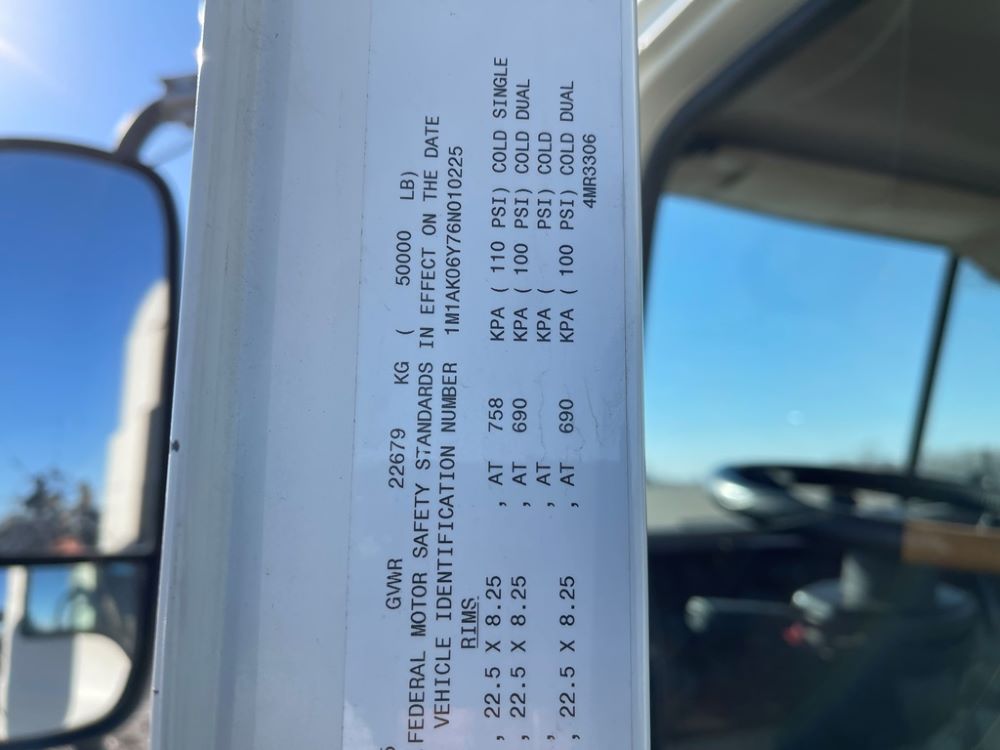 GVWR 22679 KG ( 50000 LB)
FEDERAL MOTOR SAFETY STANDARDS IN EFFECT ON THE DATE
VEHICLE IDENTIFICATION NUMBER 1M1AK06Y76N010225
RIMS
, 22.5 X 8.25 , AT 758 KPA ( 110 PSI) COLD SINGLE
, 22.5 X 8.25 , AT 690 KPA ( 100 PSI) COLD DUAL
, , AT KPA ( PSI) COLD
, 22.5 X 8.25 , AT 690 KPA ( 100 PSI) COLD DUAL
4MR3306